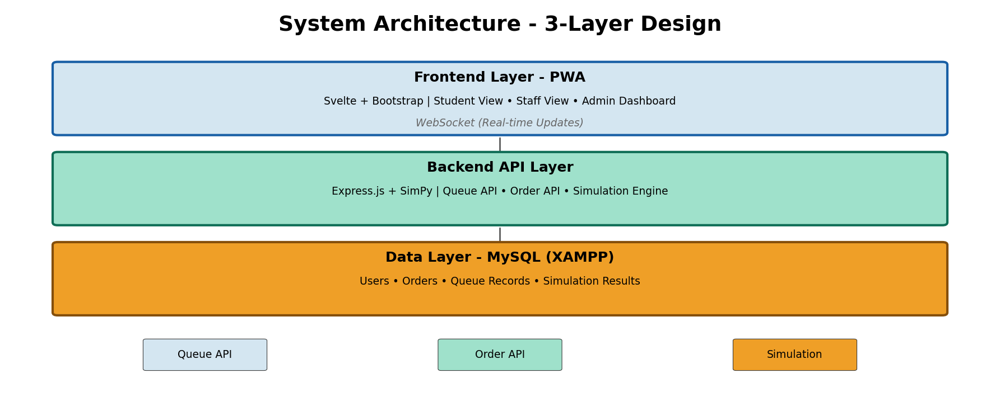 System Architecture - 3-Layer Design
Frontend Layer - PWA
Svelte + Bootstrap | Student View • Staff View • Admin Dashboard
WebSocket (Real-time Updates)
Backend API Layer
Express.js + SimPy | Queue API • Order API • Simulation Engine
Data Layer - MySQL (XAMPP)
Users • Orders • Queue Records • Simulation Results
Queue API
Order API
Simulation